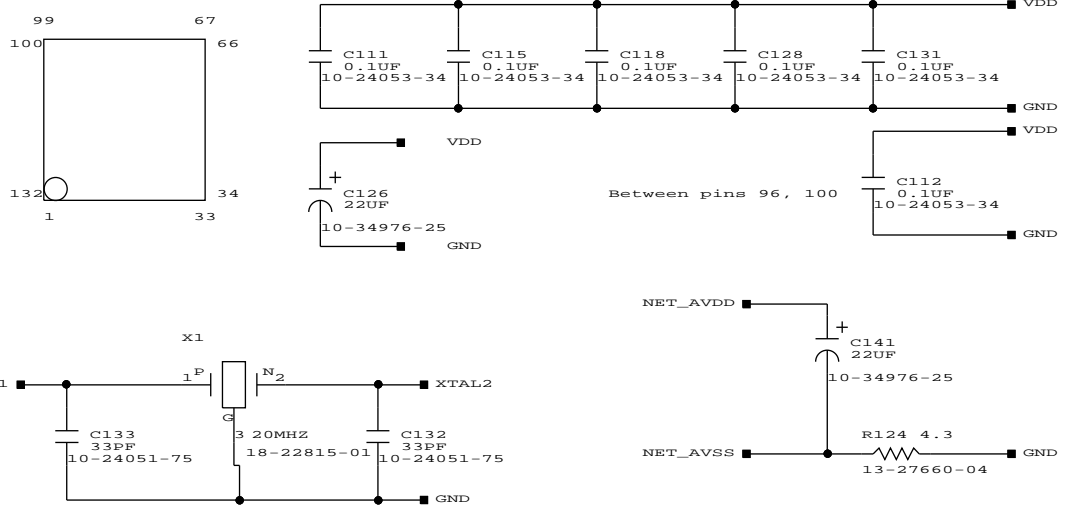 99 67
100 66
132 34
1 33
VDD
C111 C115 C118 C128 C131
0.1UF 0.1UF 0.1UF 0.1UF 0.1UF
10-24053-34 10-24053-34 10-24053-34 10-24053-34 10-24053-34
GND
VDD
VDD
C126
22UF
10-34976-25
GND
+
Between pins 96, 100
C112
0.1UF
10-24053-34
GND
X1
1 P N 2
G
3 20MHZ
18-22815-01
XTAL2
C133
33PF
10-24051-75
C132
33PF
10-24051-75
GND
NET_AVDD
+
C141
22UF
10-34976-25
R124 4.3
NET_AVSS
GND
13-27660-04